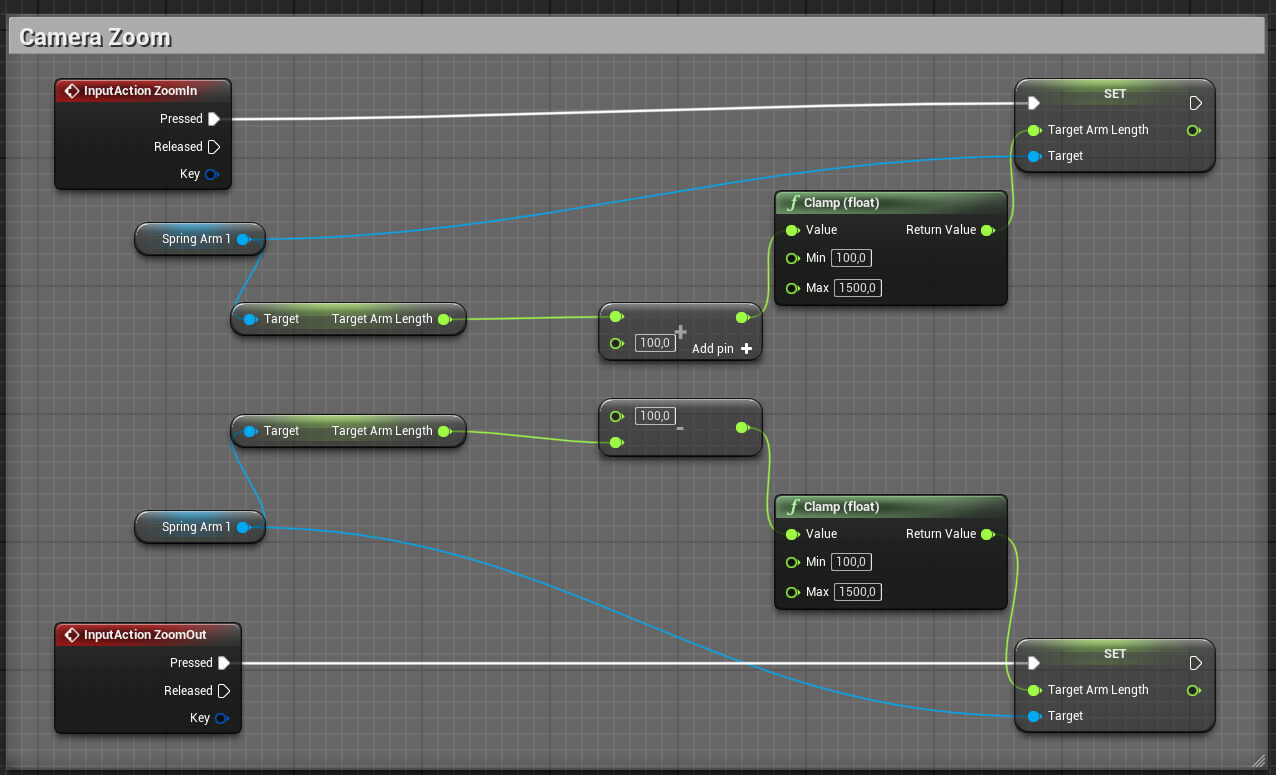 Camera Zoom
InputAction ZoomIn
Pressed
Released
Key
SET
Target Arm Length
Target
Spring Arm 1
Clamp (float)
Value Return Value
Min 100,0
Max 1500,0
Target Target Arm Length
100,0
Add pin
Target Target Arm Length
100,0
Spring Arm 1
Clamp (float)
Value Return Value
Min 100,0
Max 1500,0
InputAction ZoomOut
Pressed
Released
Key
SET
Target Arm Length
Target